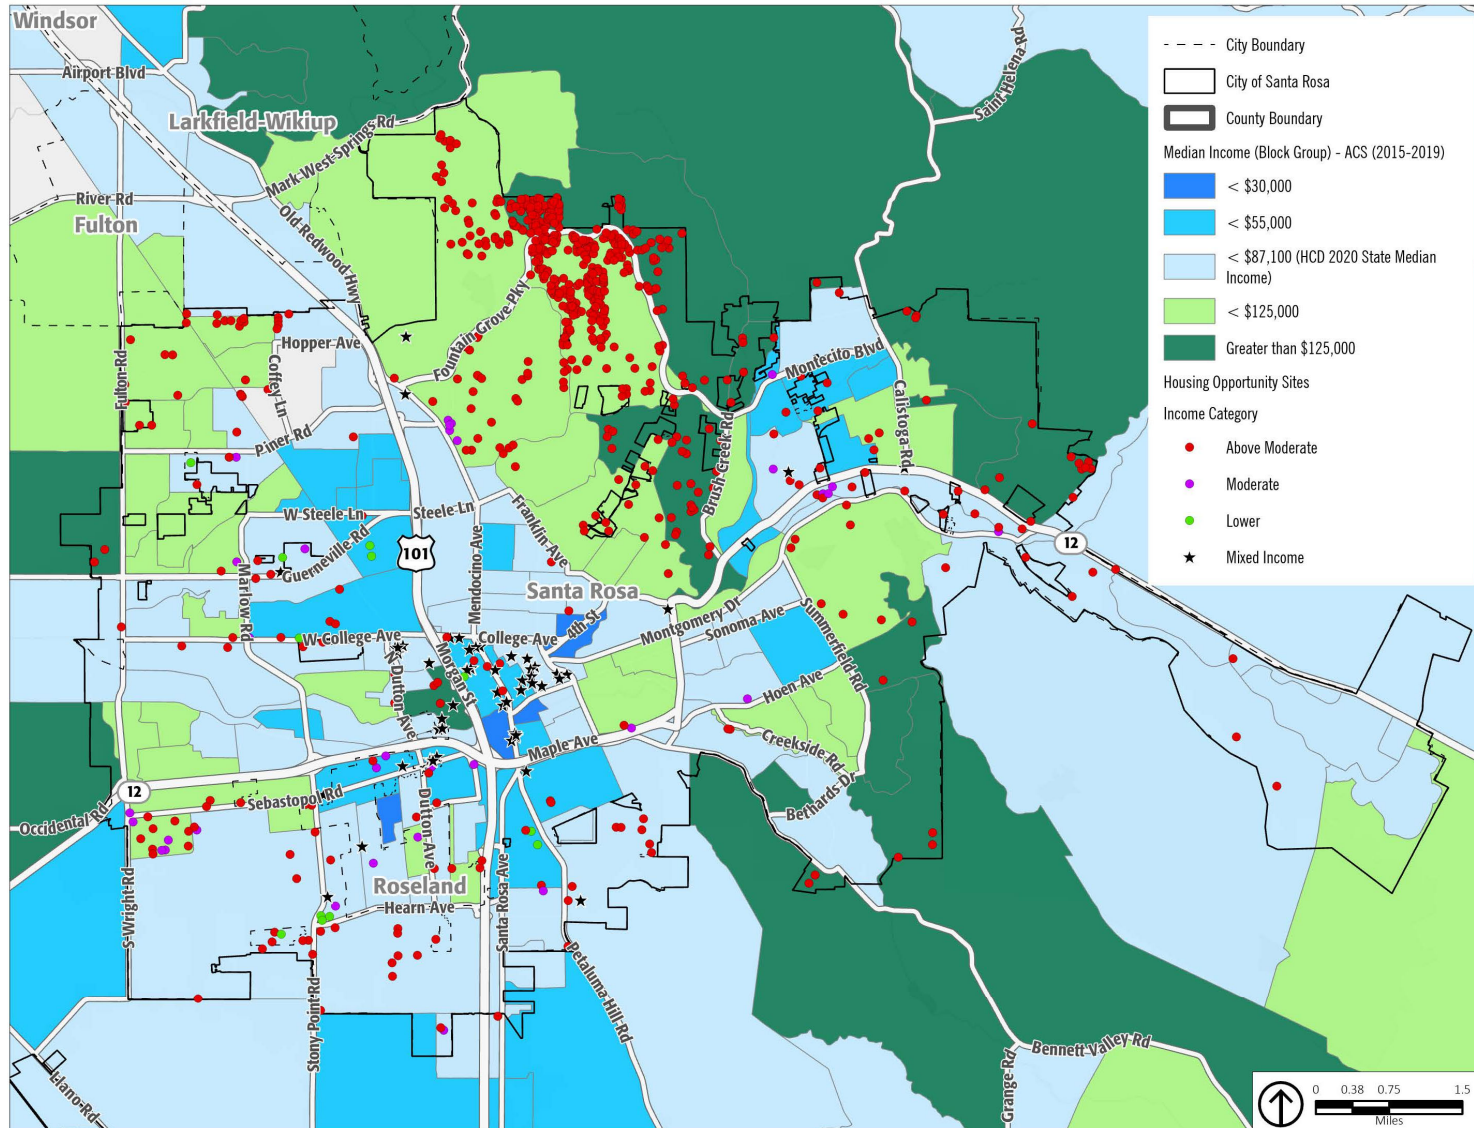 Windsor
Airport Blvd
Larkfield-Wikiup
Mark West Springs Rd
River Rd
Fulton
Old Redwood Hwy
Saint Helena Rd
Fountain Grove Pky
Hopper Ave
Fulton Rd
Coffey Ln
Piner Rd
Montecito Blvd
Calistoga Rd
Brush Creek Rd
W Steele Ln
Steele Ln
Franklin Ave
Guerneville Rd
101
Mendocino Ave
12
Marlow Rd
Santa Rosa
4th St
Montgomery Dr
Sonoma Ave
Summerfield Rd
W College Ave
College Ave
N Dutton Ave
Morgan St
Hoen Ave
Maple Ave
Creekside Rd
Bethards Dr
12
Sebastopol Rd
Occidental Rd
Dutton Ave
Roseland
Hearn Ave
S Wright Rd
Santa Rosa Ave
Stony Point Rd
Petaluma Hill Rd
Llano Rd
Grange Rd
Bennett Valley Rd
City Boundary
City of Santa Rosa
County Boundary
Median Income (Block Group) - ACS (2015-2019)
< $30,000
< $55,000
< $87,100 (HCD 2020 State Median
Income)
< $125,000
Greater than $125,000
Housing Opportunity Sites
Income Category
Above Moderate
Moderate
Lower
Mixed Income
0 0.38 0.75 1.5
Miles